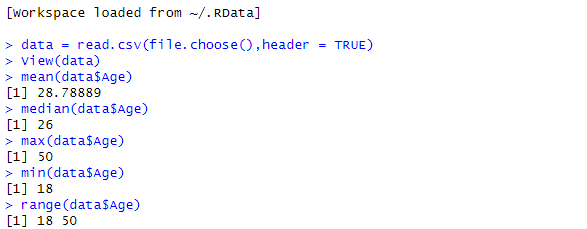 [Workspace loaded from ~/.RData]
> data = read.csv(file.choose(),header = TRUE)
> View(data)
> mean(data$Age)
[1] 28.78889
> median(data$Age)
[1] 26
> max(data$Age)
[1] 50
> min(data$Age)
[1] 18
> range(data$Age)
[1] 18 50